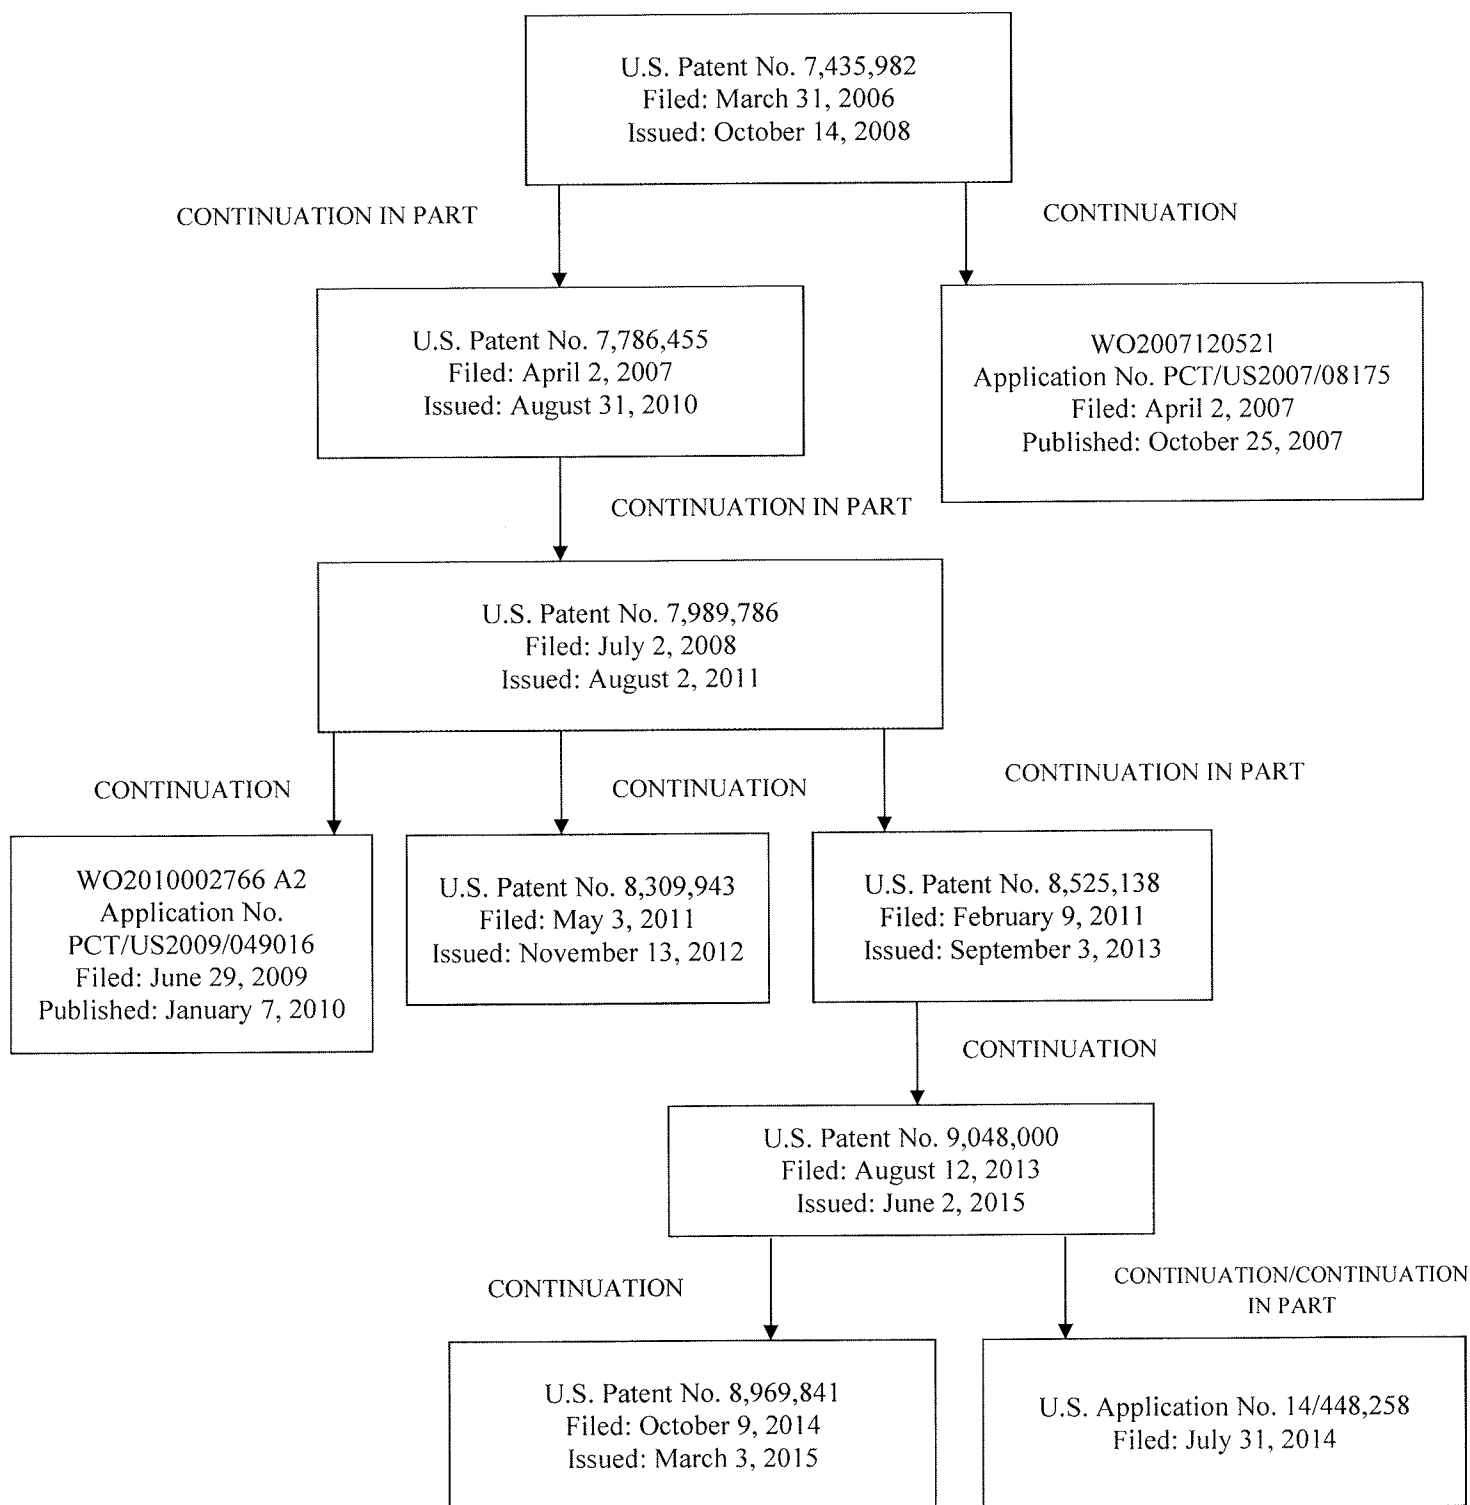 U.S. Patent No. 7,435,982
Filed: March 31, 2006
Issued: October 14, 2008
CONTINUATION IN PART
CONTINUATION
U.S. Patent No. 7,786,455
Filed: April 2, 2007
Issued: August 31, 2010
WO2007120521
Application No. PCT/US2007/08175
Filed: April 2, 2007
Published: October 25, 2007
CONTINUATION IN PART
U.S. Patent No. 7,989,786
Filed: July 2, 2008
Issued: August 2, 2011
CONTINUATION
CONTINUATION
CONTINUATION IN PART
WO2010002766 A2
Application No.
PCT/US2009/049016
Filed: June 29, 2009
Published: January 7, 2010
U.S. Patent No. 8,309,943
Filed: May 3, 2011
Issued: November 13, 2012
U.S. Patent No. 8,525,138
Filed: February 9, 2011
Issued: September 3, 2013
CONTINUATION
U.S. Patent No. 9,048,000
Filed: August 12, 2013
Issued: June 2, 2015
CONTINUATION
CONTINUATION/CONTINUATION
IN PART
U.S. Patent No. 8,969,841
Filed: October 9, 2014
Issued: March 3, 2015
U.S. Application No. 14/448,258
Filed: July 31, 2014